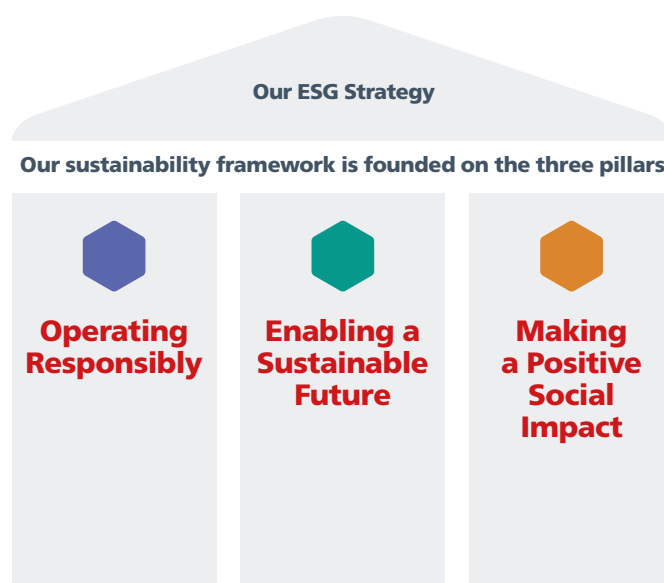 Our ESG Strategy
Our sustainability framework is founded on the three pillars
Operating
Responsibly
Enabling a
Sustainable
Future
Making
a Positive
Social
Impact